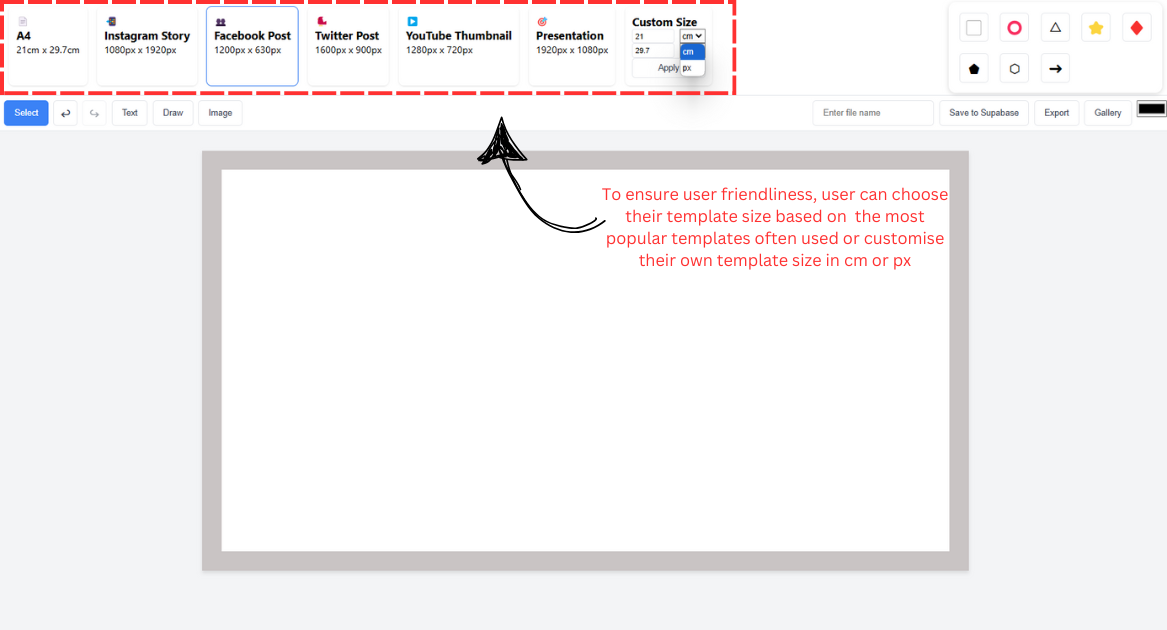 A4
21cm x 29.7cm
Instagram Story
1080px x 1920px
Facebook Post
1200px x 630px
Twitter Post
1600px x 900px
YouTube Thumbnail
1280px x 720px
Presentation
1920px x 1080px
Custom Size
21
cm
29.7
cm
px
Apply
Select
Text
Draw
Image
Enter file name
Save to Supabase
Export
Gallery
To ensure user friendliness, user can choose
their template size based on the most
popular templates often used or customise
their own template size in cm or px